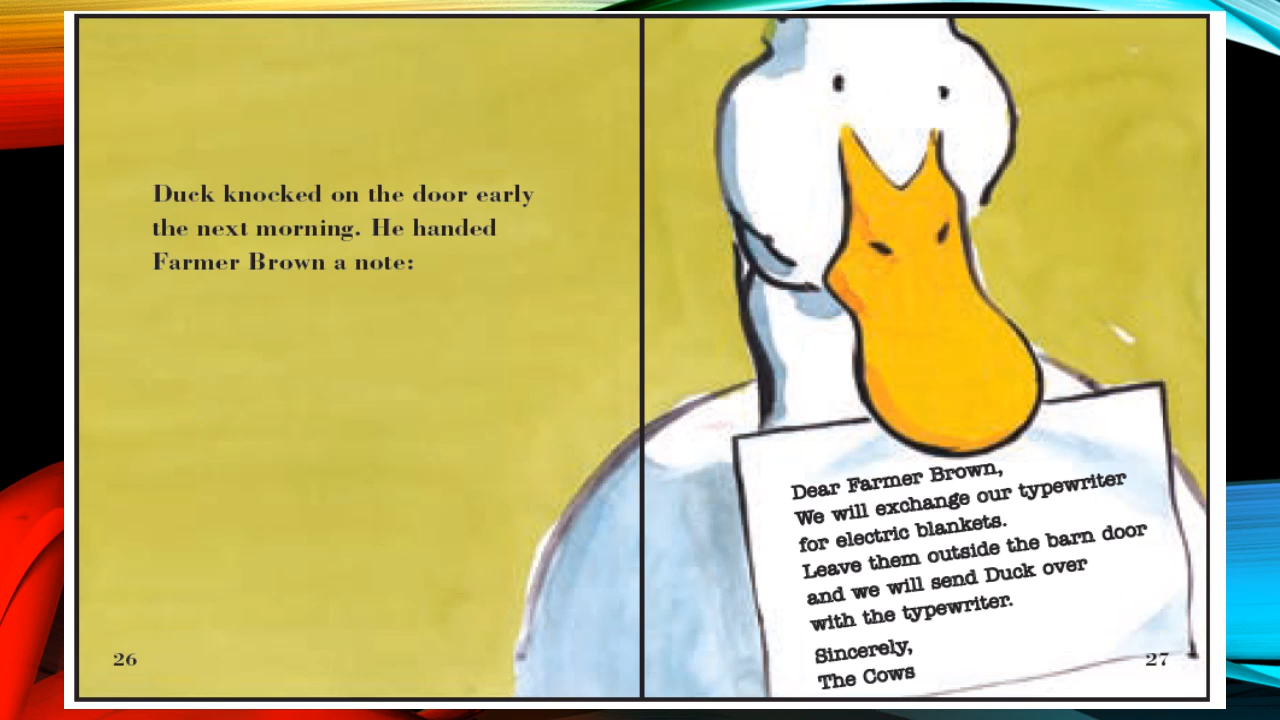 Duck knocked on the door early
the next morning. He handed
Farmer Brown a note:
26
Dear Farmer Brown,
We will exchange our typewriter
for electric blankets.
Leave them outside the barn door
and we will send Duck over
with the typewriter.
Sincerely,
The Cows
27